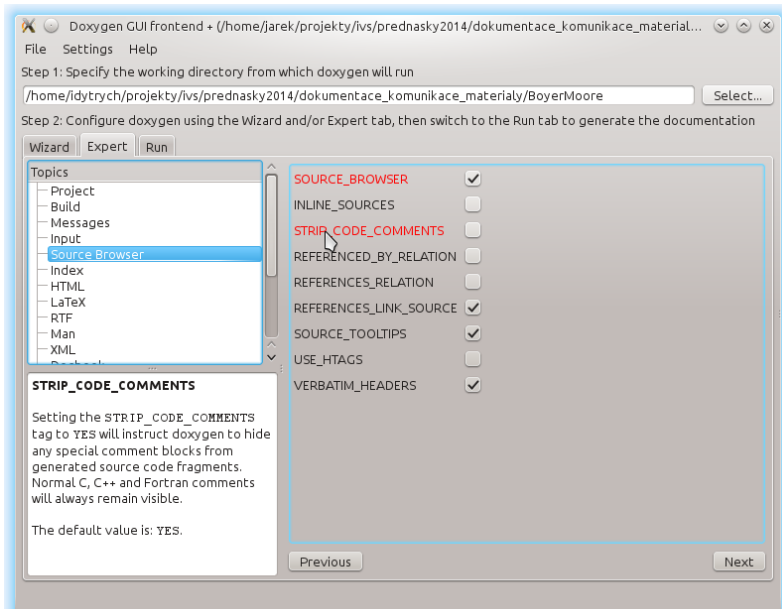 Doxygen GUI frontend + (/home/jarek/projekty/ivs/prednasky2014/dokumentace_komunikace_material...
File Settings Help
Step 1: Specify the working directory from which doxygen will run
/home/idytrych/projekty/ivs/prednasky2014/dokumentace_komunikace_materialy/BoyerMoore Select...
Step 2: Configure doxygen using the Wizard and/or Expert tab, then switch to the Run tab to generate the documentation
Wizard Expert Run
Topics
Project
Build
Messages
Input
Source Browser
Index
HTML
LaTeX
RTF
Man
XML
STRIP_CODE_COMMENTS
Setting the STRIP_CODE_COMMENTS
tag to YES will instruct doxygen to hide
any special comment blocks from
generated source code fragments.
Normal C, C++ and Fortran comments
will always remain visible.
The default value is: YES.
SOURCE_BROWSER
INLINE_SOURCES
STRIP_CODE_COMMENTS
REFERENCED_BY_RELATION
REFERENCES_RELATION
REFERENCES_LINK_SOURCE
SOURCE_TOOLTIPS
USE_HTAGS
VERBATIM_HEADERS
Previous Next